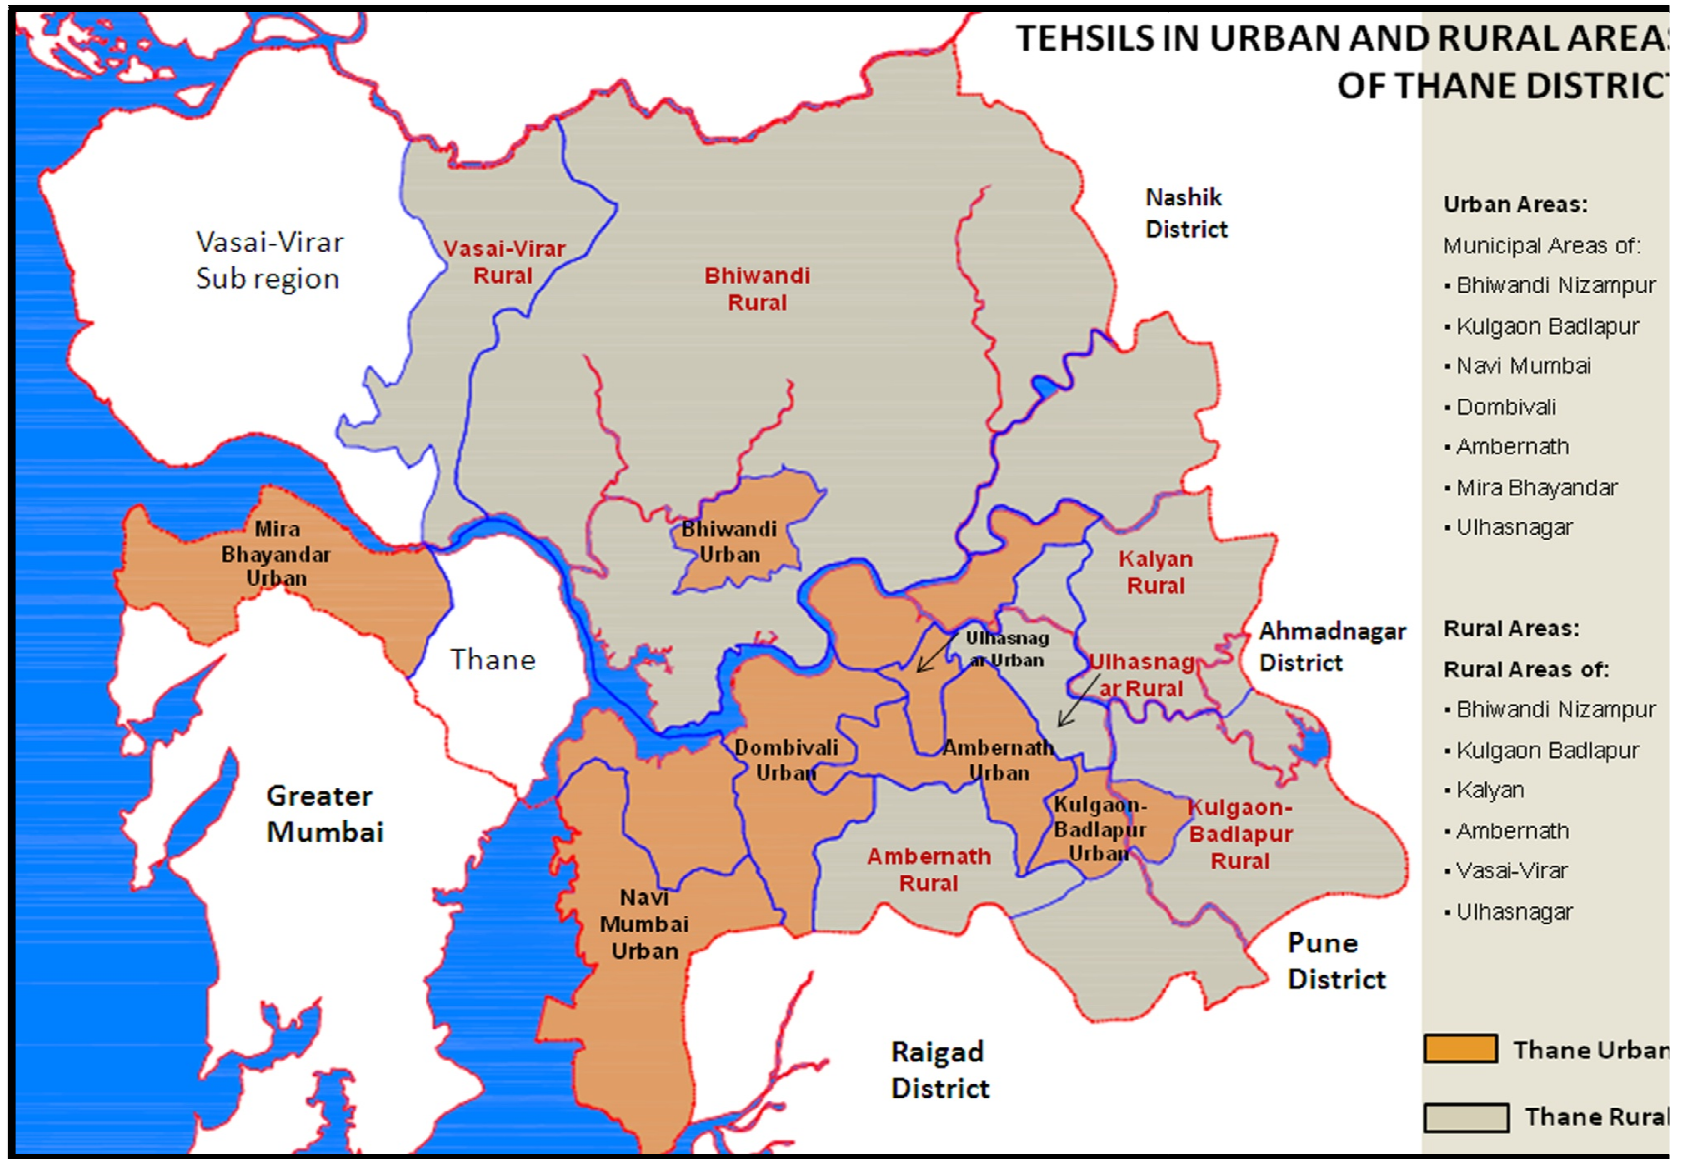 TEHSILS IN URBAN AND RURAL AREAS
OF THANE DISTRICT
Nashik
District
Vasai-Virar
Sub region
Vasai-Virar
Rural
Bhiwandi
Rural
Mira
Bhayandar
Urban
Bhiwandi
Urban
Kalyan
Rural
Thane
Ulhasnag
ar Urban
Ulhasnag
ar Rural
Ahmadnagar
District
Dombivali
Urban
Ambernath
Urban
Greater
Mumbai
Kulgaon-
Badlapur
Urban
Kulgaon-
Badlapur
Rural
Ambernath
Rural
Navi
Mumbai
Urban
Pune
District
Raigad
District
Urban Areas:
Municipal Areas of:
▪ Bhiwandi Nizampur
▪ Kulgaon Badlapur
▪ Navi Mumbai
▪ Dombivali
▪ Ambernath
▪ Mira Bhayandar
▪ Ulhasnagar
Rural Areas:
Rural Areas of:
▪ Bhiwandi Nizampur
▪ Kulgaon Badlapur
▪ Kalyan
▪ Ambernath
▪ Vasai-Virar
▪ Ulhasnagar
Thane Urban
Thane Rural